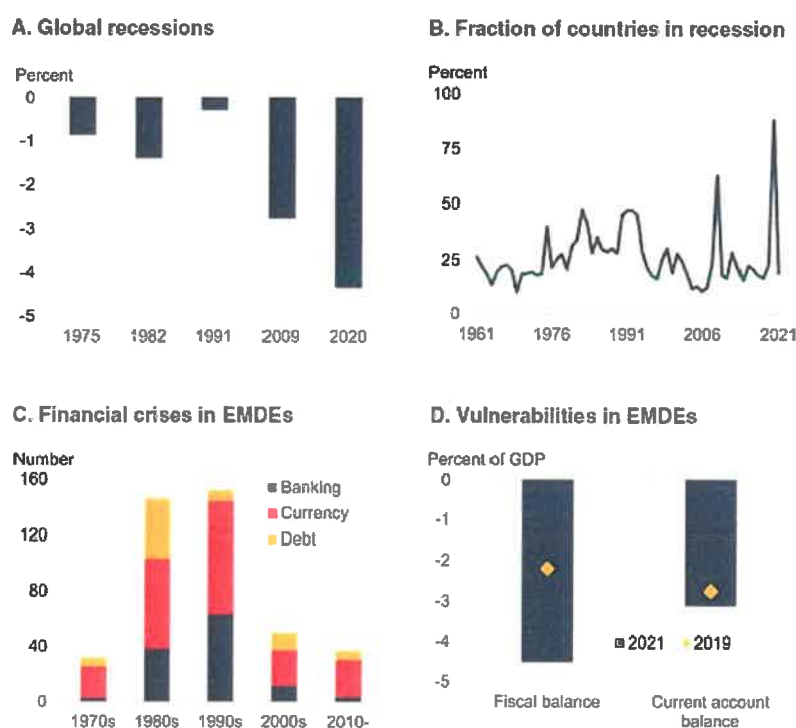 A. Global recessions
Percent
0
-1
-2
-3
-4
-5
1975 1982 1991 2009 2020
B. Fraction of countries in recession
Percent
100
75
50
25
0
1961 1976 1991 2006 2021
C. Financial crises in EMDEs
Number
160
120
80
40
0
Banking
Currency
Debt
1970s 1980s 1990s 2000s 2010-
D. Vulnerabilities in EMDEs
Percent of GDP
0
-1
-2
-3
-4
-5
2021 2019
Fiscal balance Current account
balance